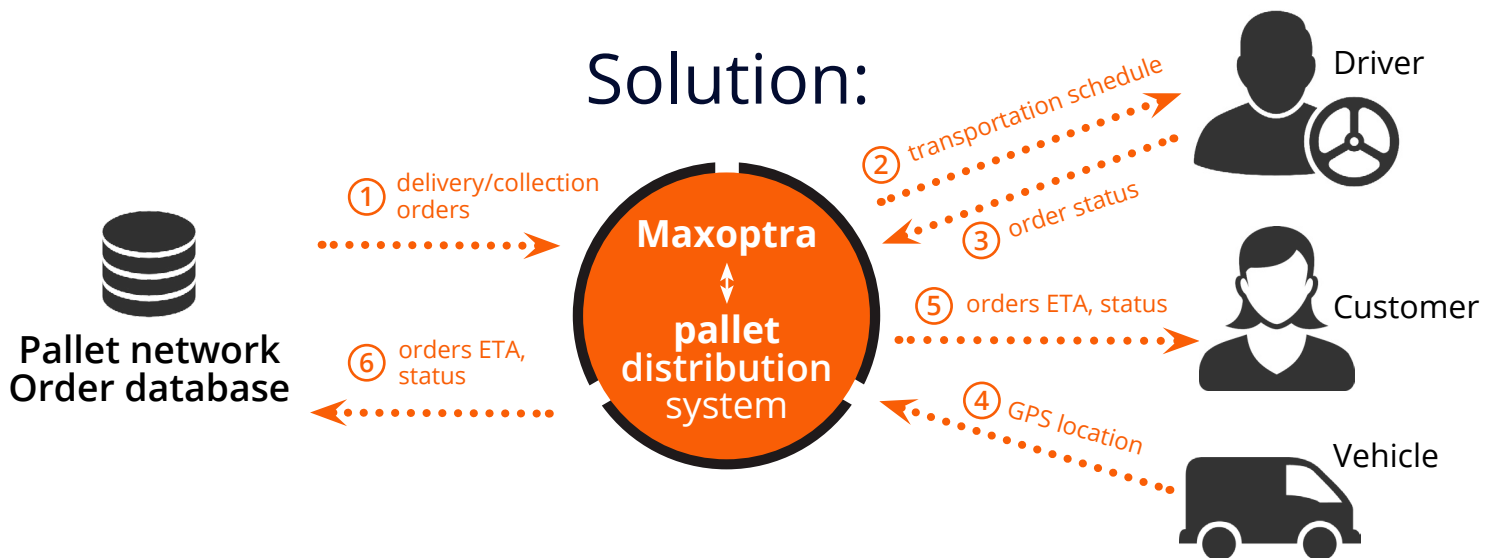 Solution:
Driver
② transportation schedule
① delivery/collection
orders
③ order status
Maxoptra
pallet
distribution
system
⑤ orders ETA, status
Customer
Pallet network
Order database
⑥ orders ETA,
status
④ GPS location
Vehicle